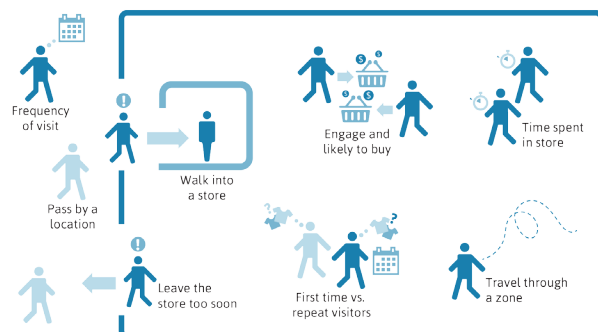 Frequency
of visit
Pass by a
location
Walk into
a store
Leave the
store too soon
Engage and
likely to buy
$
$
$
$
Time spent
in store
?
?
First time vs.
repeat visitors
Travel through
a zone
!
!